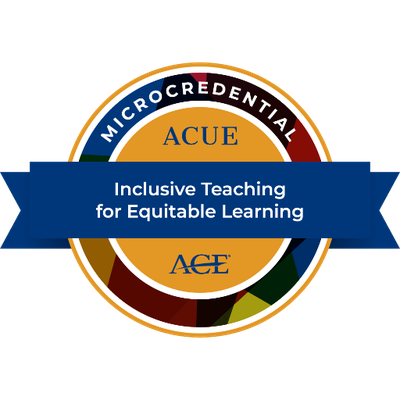 MICROCREDENTIAL
ACUE
Inclusive Teaching
for Equitable Learning
ACE